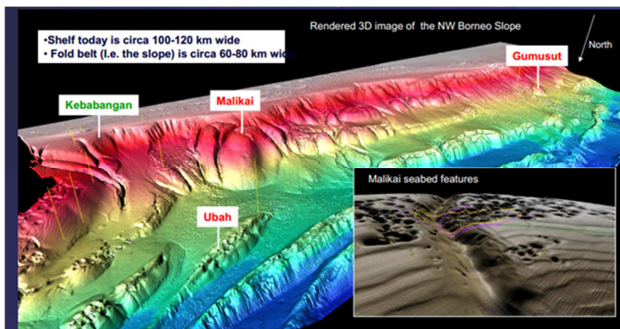 Rendered 3D image of the NW Borneo Slope
•Shelf today is circa 100-120 km wide
• Fold belt (I.e. the slope) is circa 60-80 km wide
North
Gumusut
Kebabangan
Malikai
Ubah
Malikai seabed features